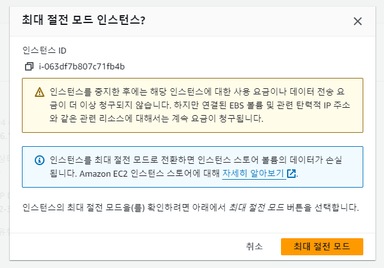 최대 절전 모드 인스턴스?
인스턴스 ID
i-063df7b807c71fb4b
인스턴스를 중지한 후에는 해당 인스턴스에 대한 사용 요금이나 데이터 전송 요
금이 더 이상 청구되지 않습니다. 하지만 연결된 EBS 볼륨 및 관련 탄력적 IP 주소
와 같은 관련 리소스에 대해서는 계속 요금이 청구됩니다.
인스턴스를 최대 절전 모드로 전환하면 인스턴스 스토어 볼륨의 데이터가 손실
됩니다. Amazon EC2 인스턴스 스토어에 대해 자세히 알아보기.
인스턴스의 최대 절전 모드을(를) 확인하려면 아래에서 최대 절전 모드 버튼을 선택합니다.
취소
최대 절전 모드